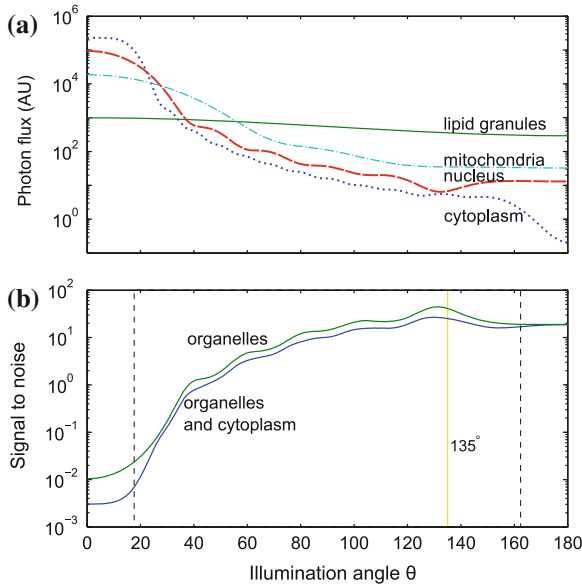 (a)
Photon flux (AU)
10^6
10^4
10^2
10^0
lipid granules
mitochondria
nucleus
cytoplasm
(b)
Signal to noise
10^2
10^1
10^0
10^-1
10^-2
10^-3
organelles
organelles
and cytoplasm
135°
0 20 40 60 80 100 120 140 160 180
Illumination angle θ